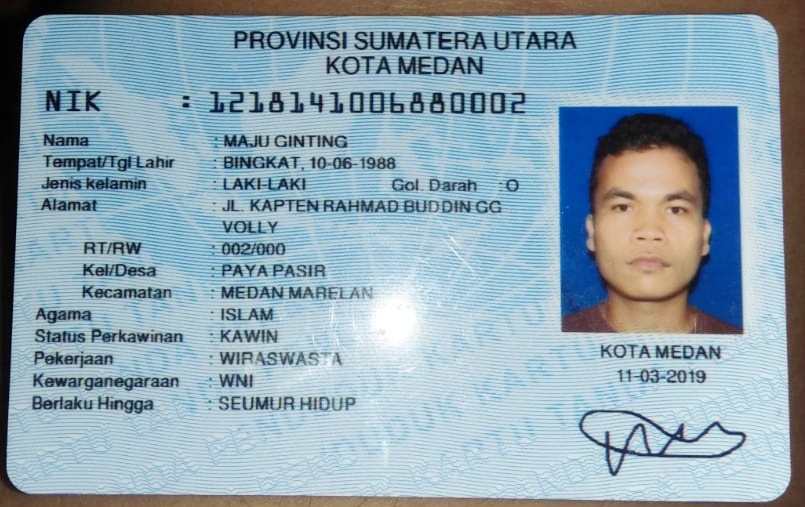 PROVINSI SUMATERA UTARA
KOTA MEDAN
NIK : 1218141006880002
Nama : MAJU GINTING
Tempat/Tgl Lahir : BINGKAT, 10-06-1988
Jenis kelamin : LAKI-LAKI Gol. Darah : O
Alamat : JL. KAPTEN RAHMAD BUDDIN GG
VOLLY
RT/RW : 002/000
Kel/Desa : PAYA PASIR
Kecamatan : MEDAN MARELAN
Agama : ISLAM
Status Perkawinan : KAWIN
Pekerjaan : WIRASWASTA
Kewarganegaraan : WNI
Berlaku Hingga : SEUMUR HIDUP
KOTA MEDAN
11-03-2019